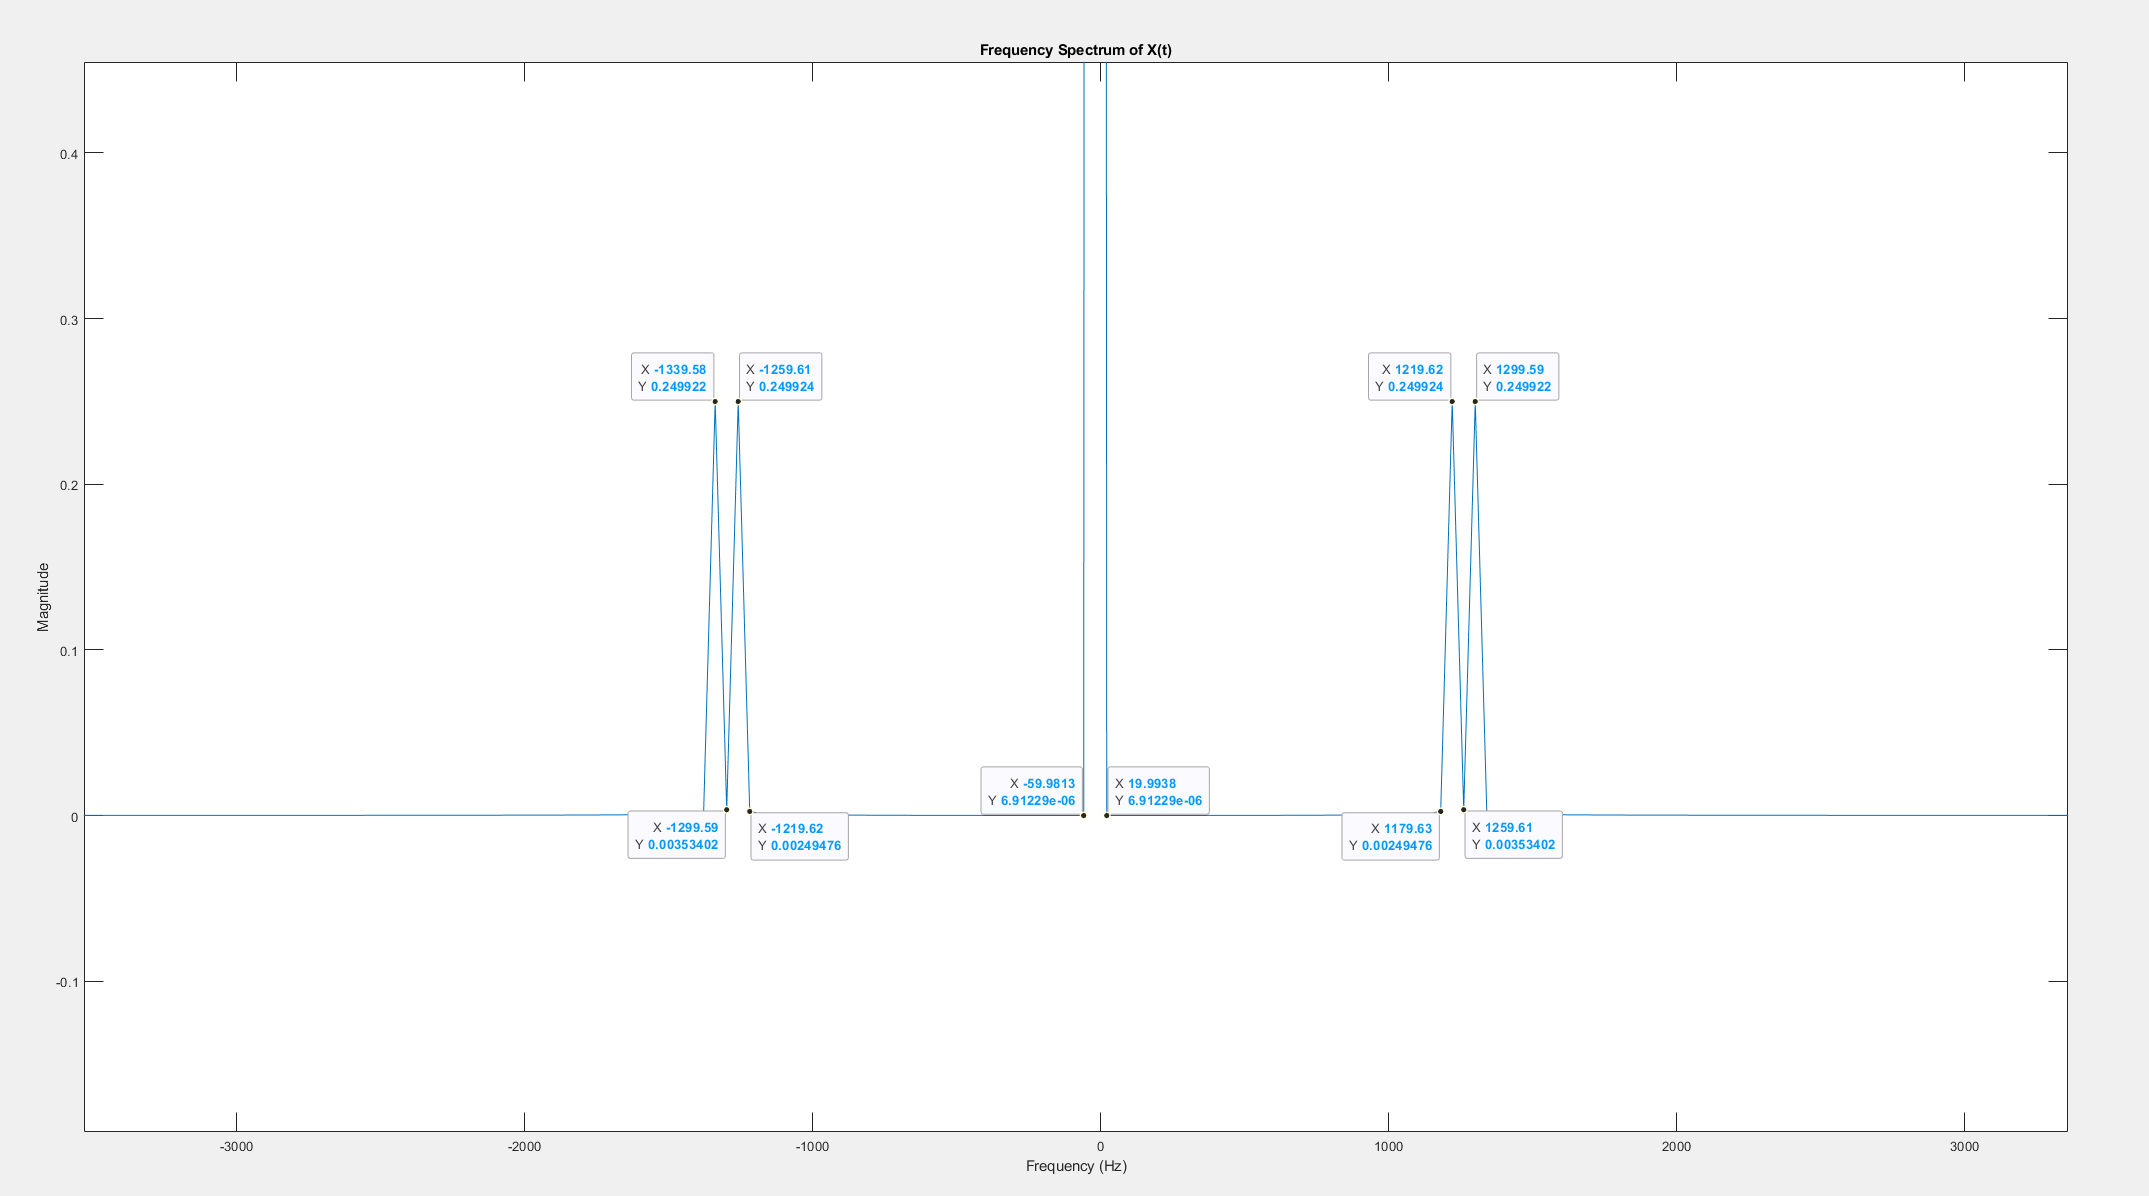 Frequency Spectrum of X(t)
0.4
0.3
0.2
0.1
0
-0.1
Magnitude
X -1339.58
Y 0.249922
X -1259.61
Y 0.249924
X 1219.62
Y 0.249924
X 1299.59
Y 0.249922
X -59.9813
Y 6.91229e-06
X 19.9938
Y 6.91229e-06
X -1299.59
Y 0.00353402
X -1219.62
Y 0.00249476
X 1179.63
Y 0.00249476
X 1259.61
Y 0.00353402
-3000
-2000
-1000
0
1000
2000
3000
Frequency (Hz)